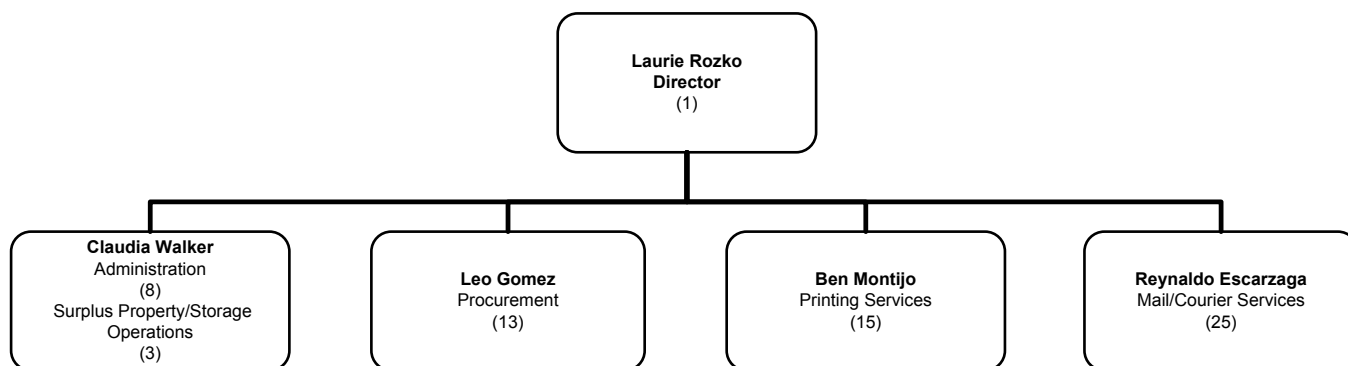 Laurie Rozko
Director
(1)
Claudia Walker
Administration
(8)
Surplus Property/Storage
Operations
(3)
Leo Gomez
Procurement
(13)
Ben Montijo
Printing Services
(15)
Reynaldo Escarzaga
Mail/Courier Services
(25)